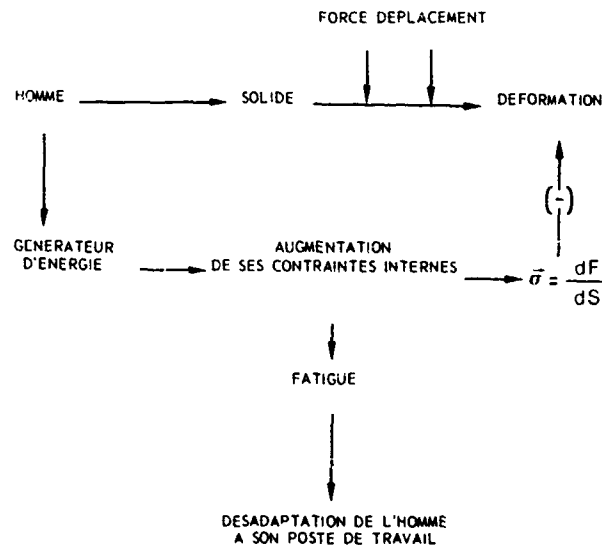 FORCE DEPLACEMENT
HOMME SOLIDE DEFORMATION
(-)
GENERATEUR
D'ENERGIE
AUGMENTATION
DE SES CONTRAINTES INTERNES
σ⃗ = dF/dS
FATIGUE
DESADAPTATION DE L'HOMME
A SON POSTE DE TRAVAIL